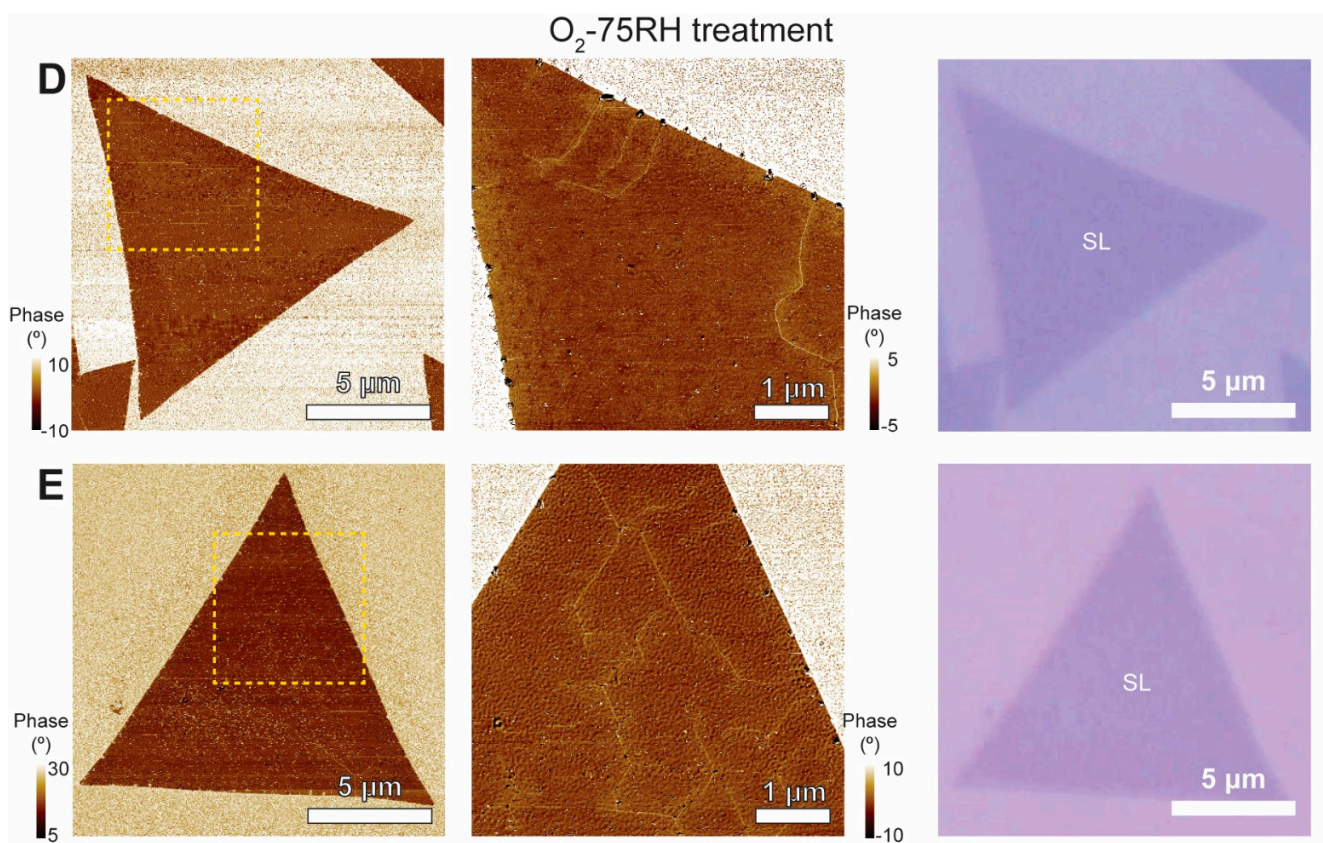 O₂-75RH treatment
D
Phase
(º)
10
-10
5 µm
1 µm
Phase
(º)
5
-5
SL
5 µm
E
Phase
(º)
30
5
5 µm
1 µm
Phase
(º)
10
-10
SL
5 µm